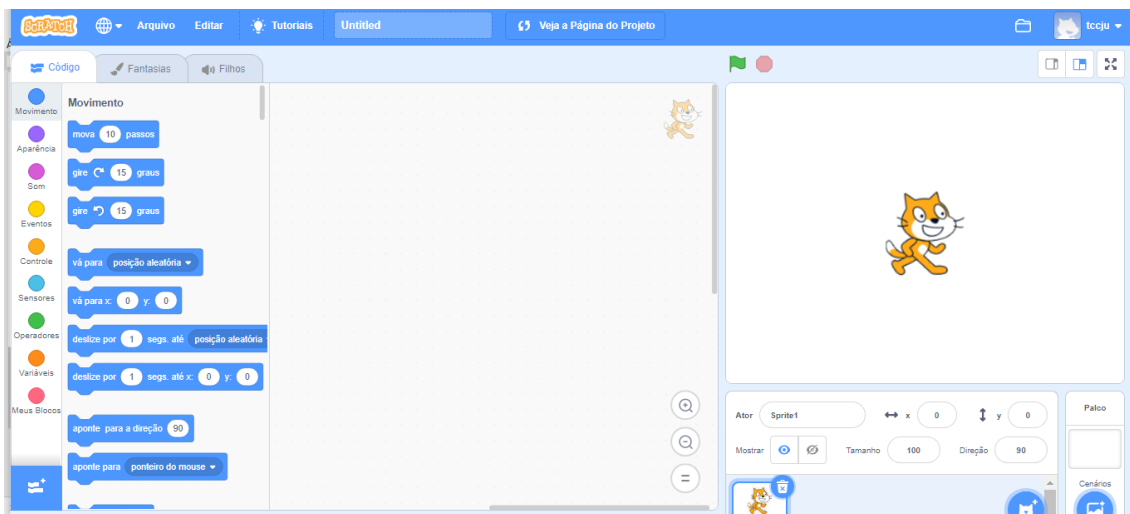 SCRATCH Arquivo Editar Tutoriais Untitled Veja a Página do Projeto tccju
Código Fantasias Filhos
Movimento
Aparência
Som
Eventos
Controle
Sensores
Operadores
Variáveis
Meus Blocos
Movimento
mova 10 passos
gire 15 graus
gire 15 graus
vá para posição aleatória
vá para x: 0 y: 0
deslize por 1 segs. até posição aleatória
deslize por 1 segs. até x: 0 y: 0
aponte para a direção 90
aponte para ponteiro do mouse
Ator Sprite1 x 0 y 0
Mostrar Tamanho 100 Direção 90
Palco
Cenários